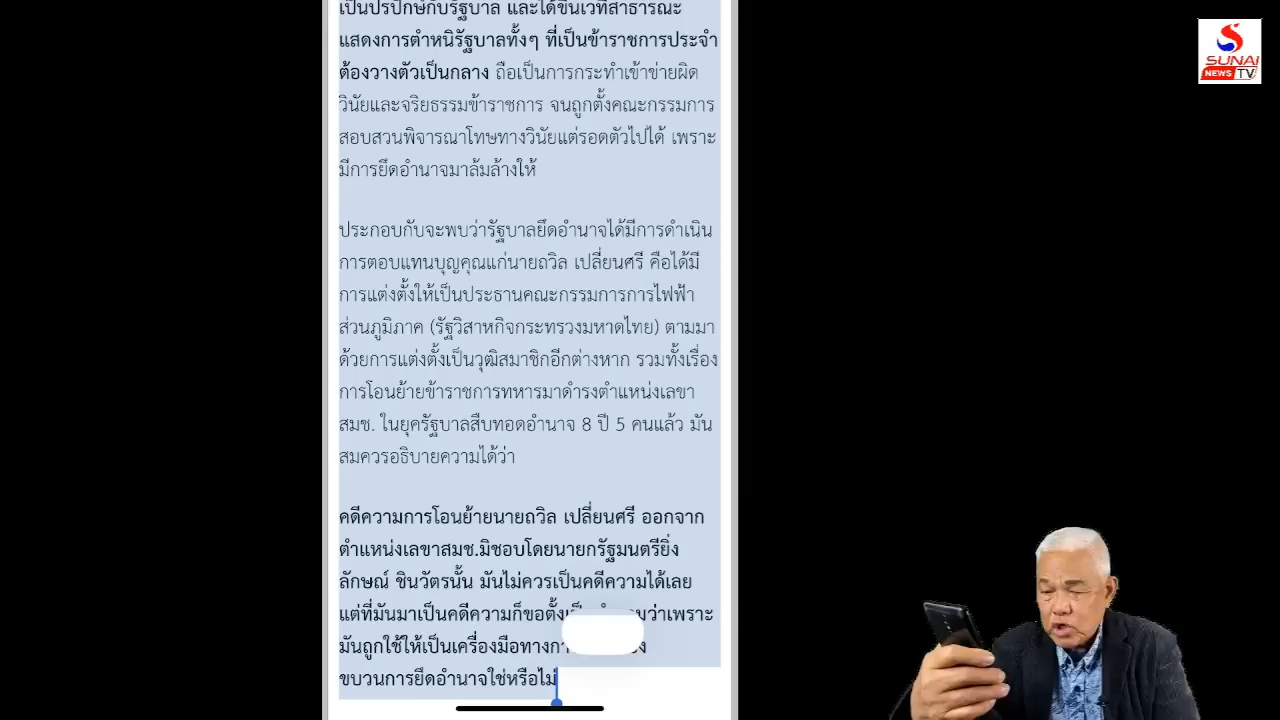 เป็นปรปักษ์กับรัฐบาล และได้ขึ้นเวทีสาธารณะ
แสดงการตำหนิรัฐบาลทั้งๆ ที่เป็นข้าราชการประจำ
ต้องวางตัวเป็นกลาง ถือเป็นการกระทำเข้าข่ายผิด
วินัยและจริยธรรมข้าราชการ จนถูกตั้งคณะกรรมการ
สอบสวนพิจารณาโทษทางวินัยแต่รอดตัวไปได้ เพราะ
มีการยึดอำนาจมาล้มล้างให้
ประกอบกับจะพบว่ารัฐบาลยึดอำนาจได้มีการดำเนิน
การตอบแทนบุญคุณแก่นายถวิล เปลี่ยนศรี คือได้มี
การแต่งตั้งให้เป็นประธานคณะกรรมการการไฟฟ้า
ส่วนภูมิภาค (รัฐวิสาหกิจกระทรวงมหาดไทย) ตามมา
ด้วยการแต่งตั้งเป็นวุฒิสมาชิกอีกต่างหาก รวมทั้งเรื่อง
การโอนย้ายข้าราชการทหารมาดำรงตำแหน่งเลขา
สมช. ในยุครัฐบาลสืบทอดอำนาจ 8 ปี 5 คนแล้ว มัน
สมควรอธิบายความได้ว่า
คดีความการโอนย้ายนายถวิล เปลี่ยนศรี ออกจาก
ตำแหน่งเลขาสมช.มิชอบโดยนายกรัฐมนตรียิ่ง
ลักษณ์ ชินวัตรนั้น มันไม่ควรเป็นคดีความได้เลย
แต่ที่มันมาเป็นคดีความก็ขอตั้ง ว่าเพราะ
มันถูกใช้ให้เป็นเครื่องมือทาง
ขบวนการยึดอำนาจใช่หรือไม่
SUNAI
NEWS TV